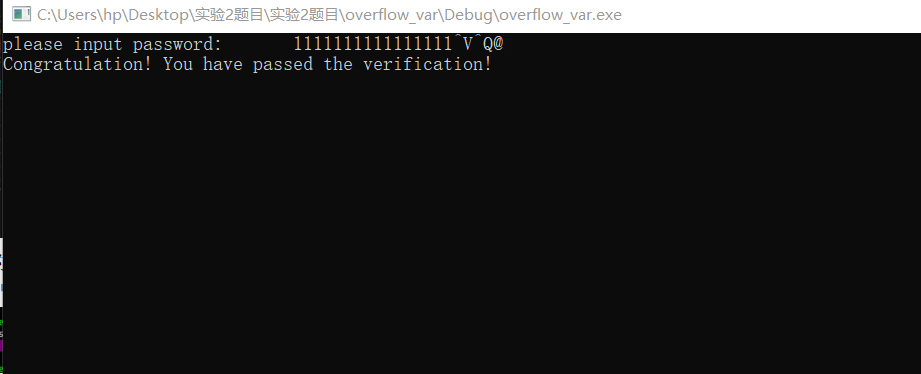 C:\Users\hp\Desktop\实验2题目\实验2题目\overflow_var\Debug\overflow_var.exe
please input password:       1111111111111111^V^Q@
Congratulation! You have passed the verification!